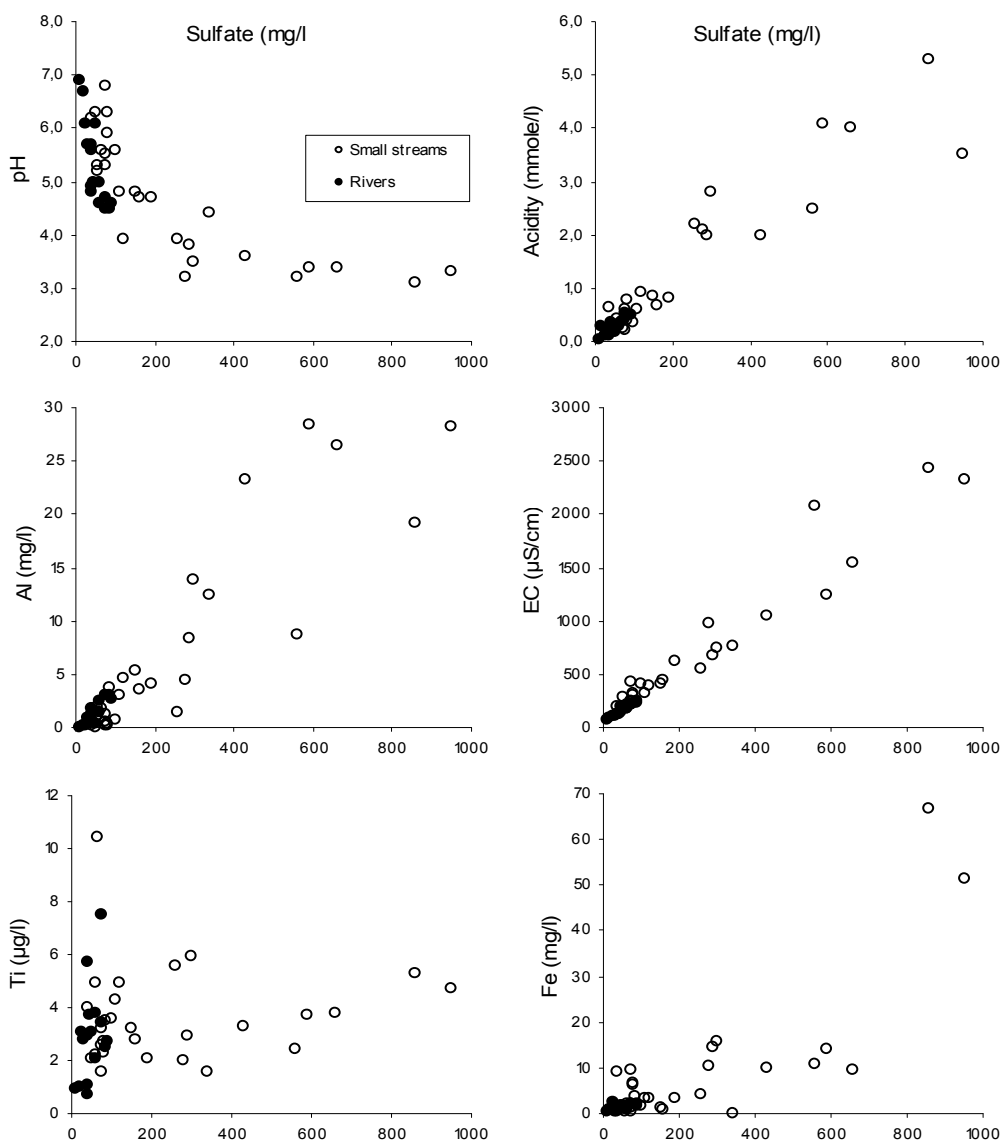 Sulfate (mg/l
8,0
7,0
6,0
5,0
4,0
3,0
2,0
pH
Small streams
Rivers
0 200 400 600 800 1000
Sulfate (mg/l)
6,0
5,0
4,0
3,0
2,0
1,0
0,0
Acidity (mmole/l)
0 200 400 600 800 1000
30
25
20
15
10
5
0
Al (mg/l)
0 200 400 600 800 1000
3000
2500
2000
1500
1000
500
0
EC (µS/cm)
0 200 400 600 800 1000
12
10
8
6
4
2
0
Ti (µg/l)
0 200 400 600 800 1000
70
60
50
40
30
20
10
0
Fe (mg/l)
0 200 400 600 800 1000